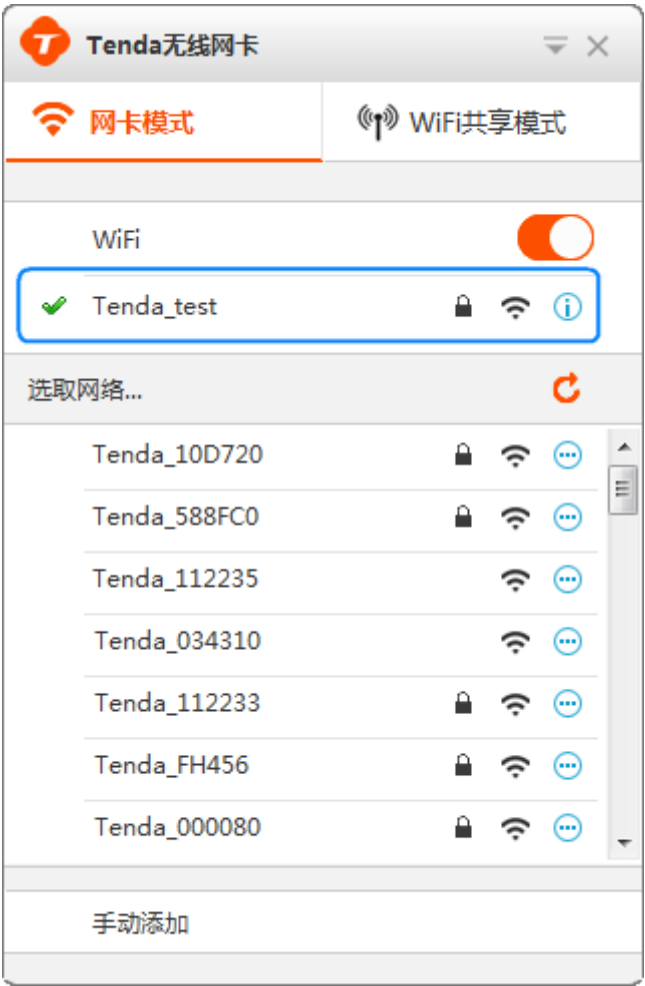 Tenda无线网卡
网卡模式 WiFi共享模式
WiFi
Tenda_test
选取网络...
Tenda_10D720
Tenda_588FC0
Tenda_112235
Tenda_034310
Tenda_112233
Tenda_FH456
Tenda_000080
手动添加